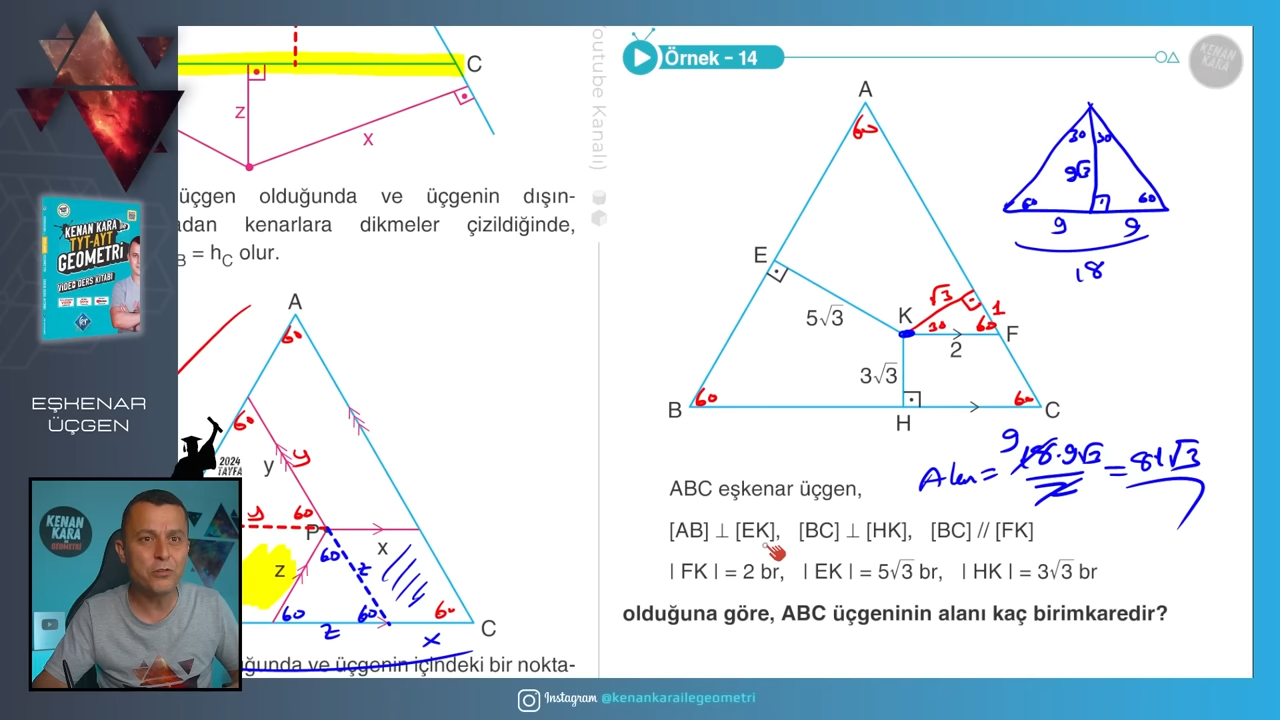 C
z
x
üçgen olduğunda ve üçgenin dışın-
adan kenarlara dikmeler çizildiğinde,
B = hC olur.
A
60
60
y
y
y
60
P
x
z
60
z
60
60
60
z
x
C
ğunda ve üçgenin içindeki bir nokta-
outube Kanalı)
KENAN KARA
TYT-AYT
GEOMETRİ
VİDEO DERS KİTABI
EŞKENAR
ÜÇGEN
2024
TAYFA
KENAN
KARA
GEOMETRİ
Örnek - 14
KENAN
KARA
A
60
E
5√3
K
√3
1
30
60
F
2
3√3
B
60
60
C
H
30
30
9√3
60
60
9
9
18
9
Alan = 18.9√3 / 2 = 81√3
ABC eşkenar üçgen,
[AB] ⊥ [EK], [BC] ⊥ [HK], [BC] // [FK]
| FK | = 2 br, | EK | = 5√3 br, | HK | = 3√3 br
olduğuna göre, ABC üçgeninin alanı kaç birimkaredir?
Instagram @kenankarailegeometri